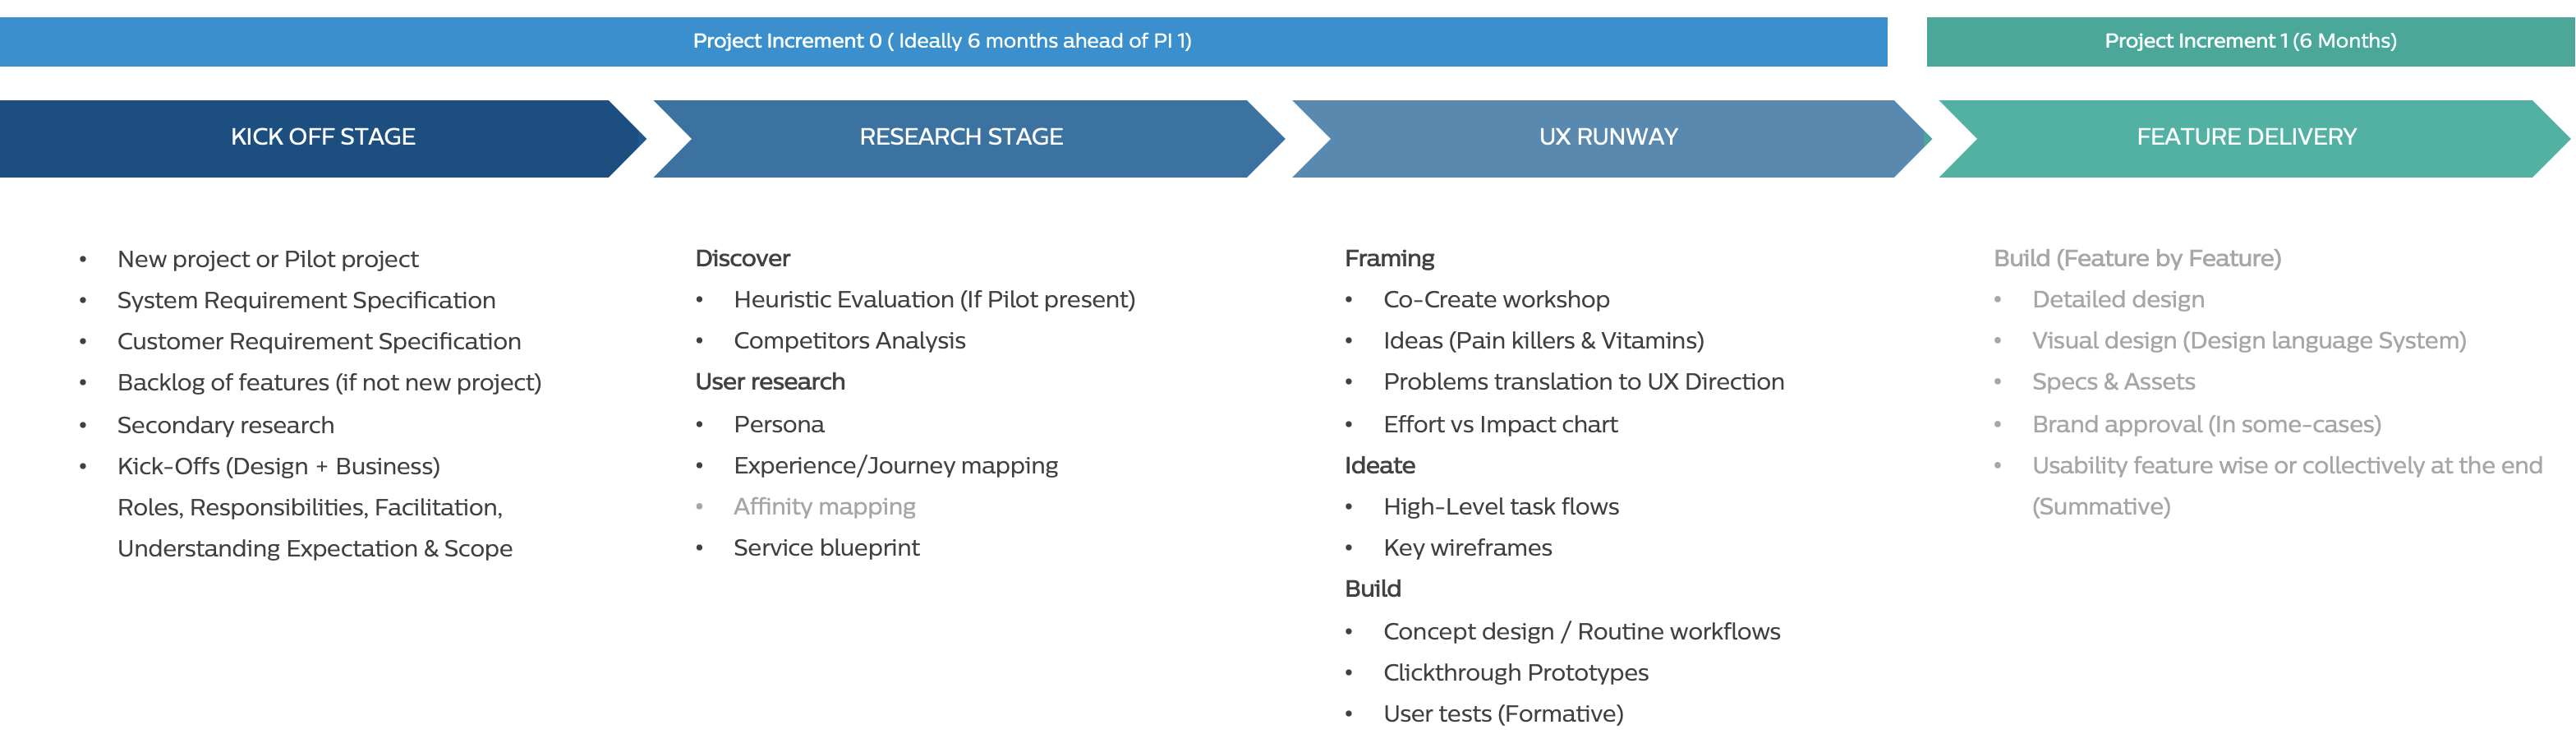 Project Increment 0 ( Ideally 6 months ahead of PI 1)
Project Increment 1 (6 Months)
KICK OFF STAGE
RESEARCH STAGE
UX RUNWAY
FEATURE DELIVERY
• New project or Pilot project
• System Requirement Specification
• Customer Requirement Specification
• Backlog of features (if not new project)
• Secondary research
• Kick-Offs (Design + Business)
Roles, Responsibilities, Facilitation,
Understanding Expectation & Scope
Discover
• Heuristic Evaluation (If Pilot present)
• Competitors Analysis
User research
• Persona
• Experience/Journey mapping
• Affinity mapping
• Service blueprint
Framing
• Co-Create workshop
• Ideas (Pain killers & Vitamins)
• Problems translation to UX Direction
• Effort vs Impact chart
Ideate
• High-Level task flows
• Key wireframes
Build
• Concept design / Routine workflows
• Clickthrough Prototypes
• User tests (Formative)
Build (Feature by Feature)
• Detailed design
• Visual design (Design language System)
• Specs & Assets
• Brand approval (In some-cases)
• Usability feature wise or collectively at the end
(Summative)